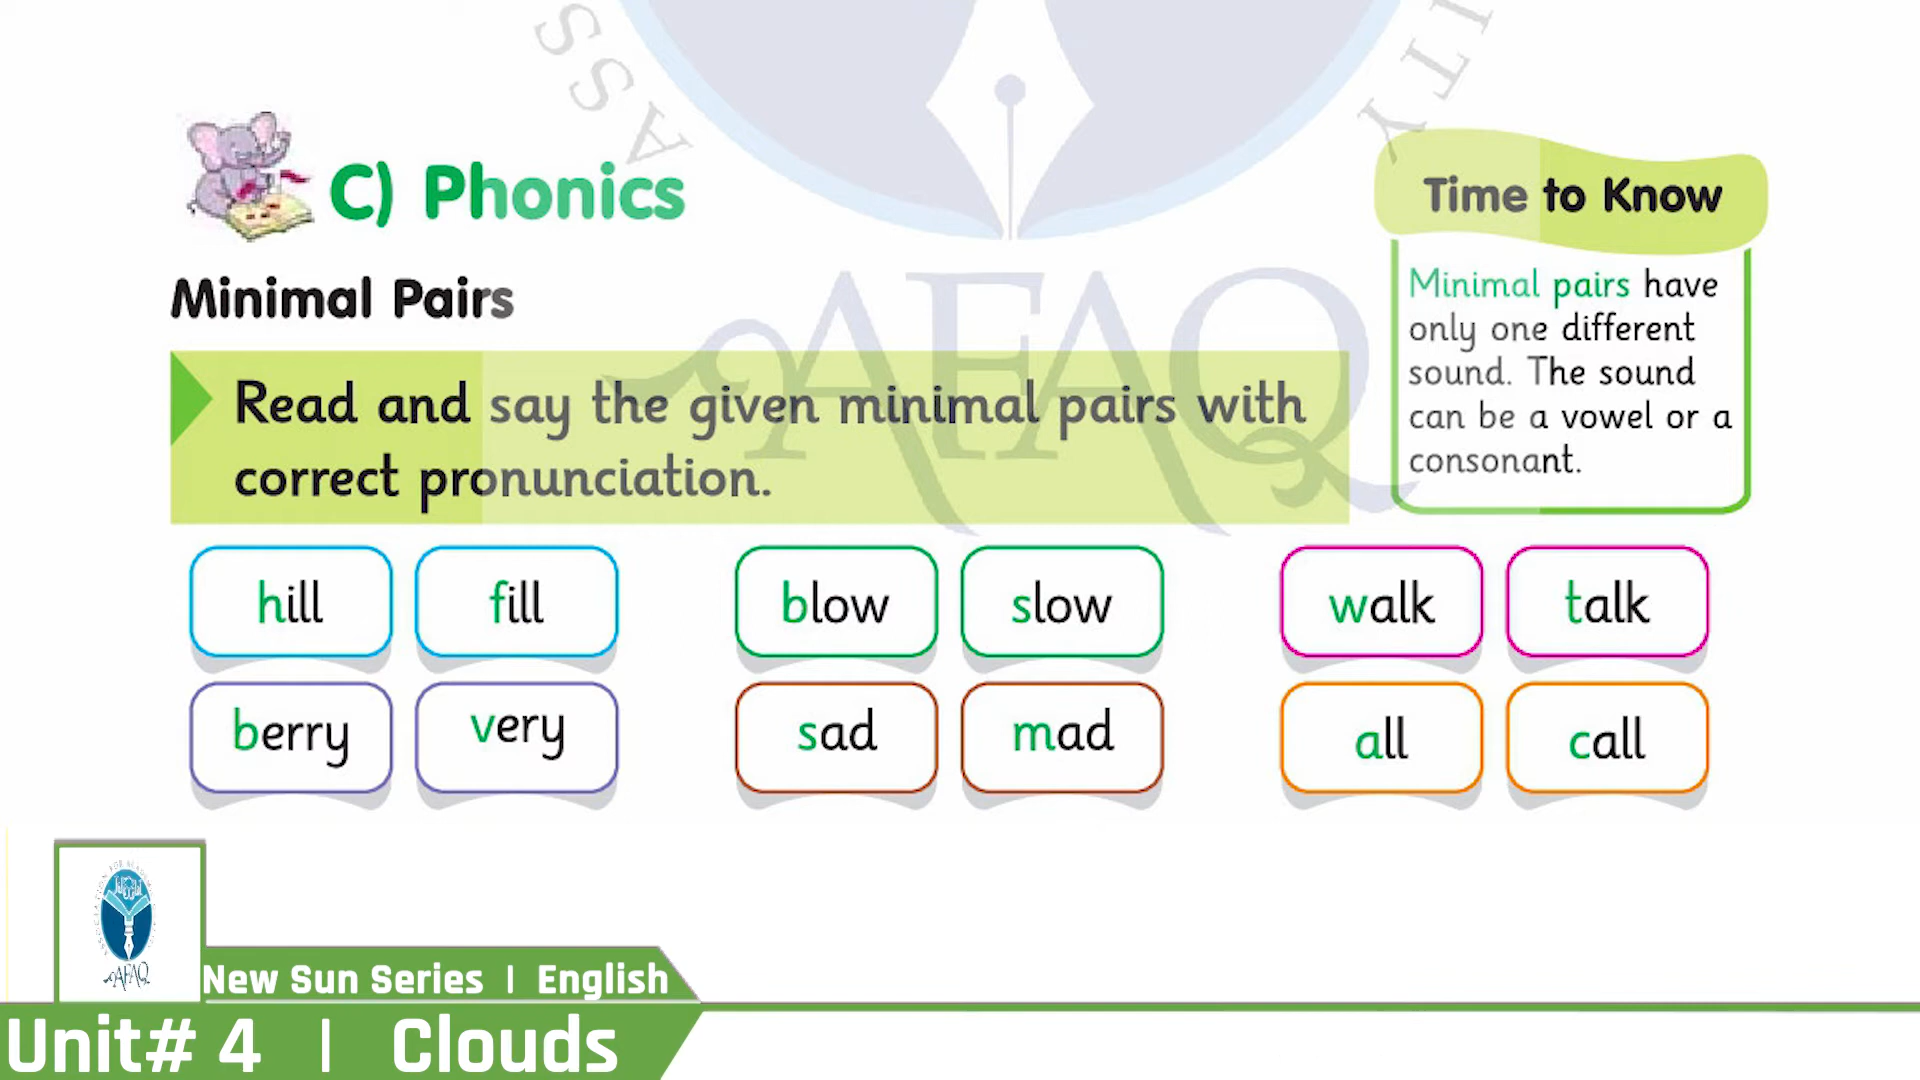 C) Phonics
Minimal Pairs
Read and say the given minimal pairs with
correct pronunciation.
Time to Know
Minimal pairs have
only one different
sound. The sound
can be a vowel or a
consonant.
hill fill blow slow walk talk
berry very sad mad all call
AFAQ
AFAQ
New Sun Series | English
Unit# 4 | Clouds